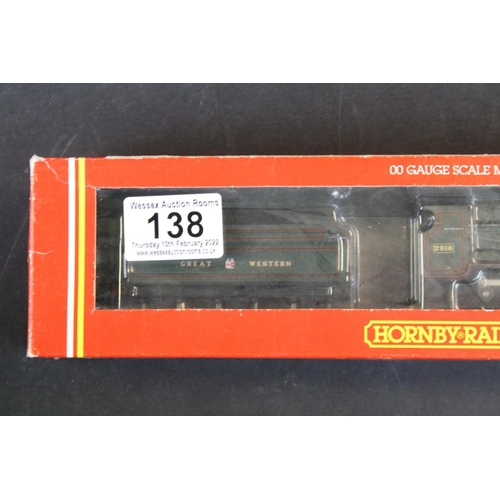 00 GAUGE SCALE M
Wessex Auction Rooms
138
Thursday 10th February 2022
www.wessexauctionrooms.co.uk
2918
GREAT WESTERN
HORNBY® RAI